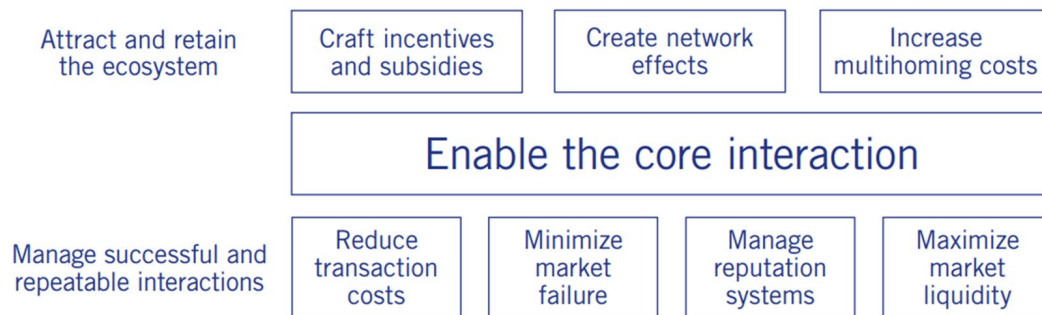 Attract and retain
the ecosystem
Craft incentives
and subsidies
Create network
effects
Increase
multihoming costs
Enable the core interaction
Manage successful and
repeatable interactions
Reduce
transaction
costs
Minimize
market
failure
Manage
reputation
systems
Maximize
market
liquidity